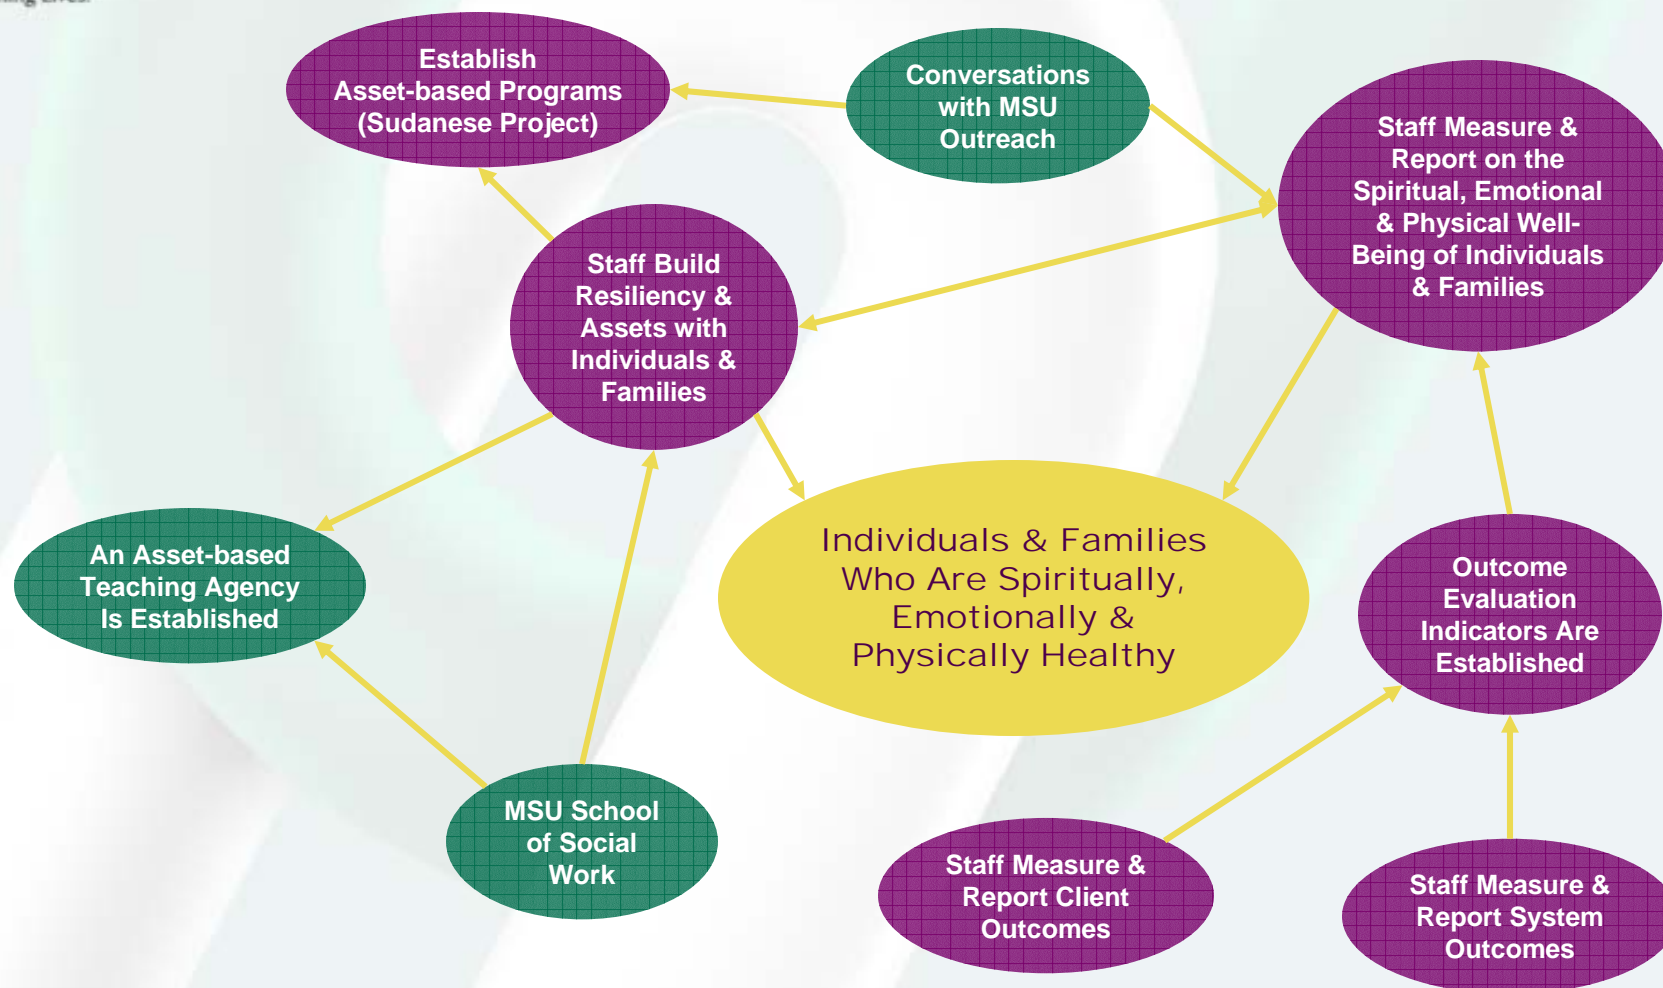 Establish
Asset-based Programs
(Sudanese Project)
Conversations
with MSU
Outreach
Staff Measure &
Report on the
Spiritual, Emotional
& Physical Well-
Being of Individuals
& Families
Staff Build
Resiliency &
Assets with
Individuals &
Families
An Asset-based
Teaching Agency
Is Established
Individuals & Families
Who Are Spiritually,
Emotionally &
Physically Healthy
Outcome
Evaluation
Indicators Are
Established
MSU School
of Social
Work
Staff Measure &
Report Client
Outcomes
Staff Measure &
Report System
Outcomes